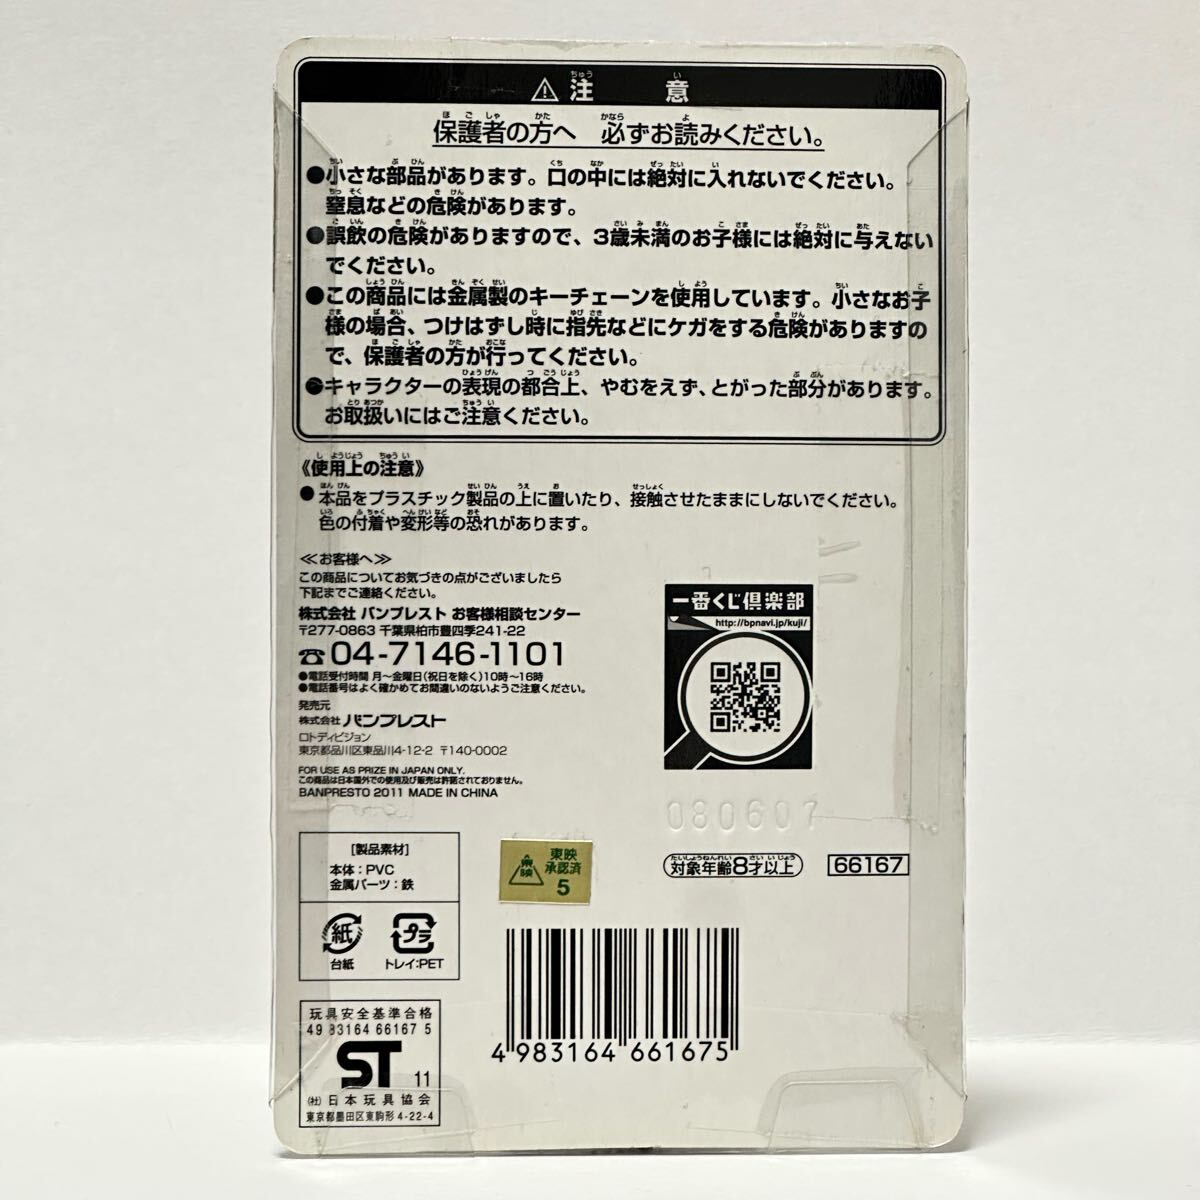 ⚠注意
保護者の方へ 必ずお読みください。
●小さな部品があります。口の中には絶対に入れないでください。
窒息などの危険があります。
●誤飲の危険がありますので、3歳未満のお子様には絶対に与えない
でください。
●この商品には金属製のキーチェーンを使用しています。小さなお子
様の場合、つけはずし時に指先などにケガをする危険がありますの
で、保護者の方が行ってください。
●キャラクターの表現の都合上、やむをえず、とがった部分があります。
お取扱いにはご注意ください。
《使用上の注意》
●本品をプラスチック製品の上に置いたり、接触させたままにしないでください。
色の付着や変形等の恐れがあります。
≪お客様へ≫
この商品についてお気づきの点がございましたら
下記までご連絡ください。
株式会社 バンプレスト お客様相談センター
〒277-0863 千葉県柏市豊四季241-22
☎04-7146-1101
●電話受付時間 月〜金曜日(祝日を除く)10時〜16時
●電話番号はよく確かめてお間違いのないようご注意ください。
発売元
株式会社 バンプレスト
ロトディビジョン
東京都品川区東品川4-12-2 〒140-0002
FOR USE AS PRIZE IN JAPAN ONLY.
この商品は日本国外での使用及び販売は許諾されておりません。
BANPRESTO 2011 MADE IN CHINA
一番くじ倶楽部
http://bpnavi.jp/kuji/
080607
[製品素材]
本体:PVC
金属パーツ:鉄
紙
台紙
プラ
トレイ:PET
東映
東映
承認済
5
対象年齢8才以上
66167
玩具安全基準合格
4983164 66167 5
ST 11
(社)日本玩具協会
東京都墨田区東駒形4-22-4
4 983164 661675